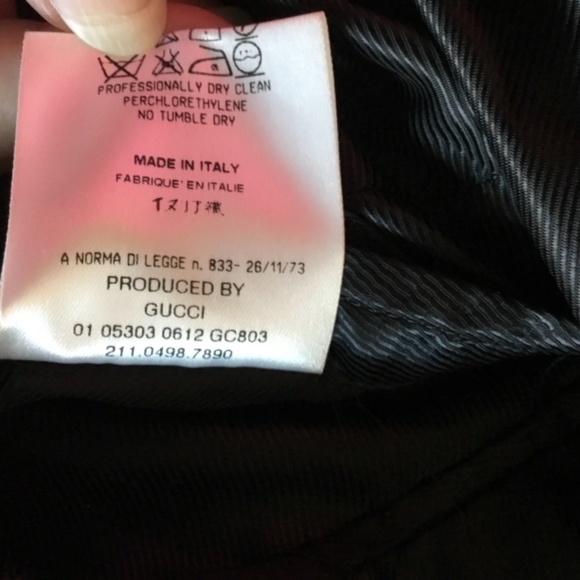 PROFESSIONALLY DRY CLEAN
PERCHLORETHYLENE
NO TUMBLE DRY
MADE IN ITALY
FABRIQUE' EN ITALIE
A NORMA DI LEGGE n. 833- 26/11/73
PRODUCED BY
GUCCI
01 05303 0612 GC803
211.0498.7890